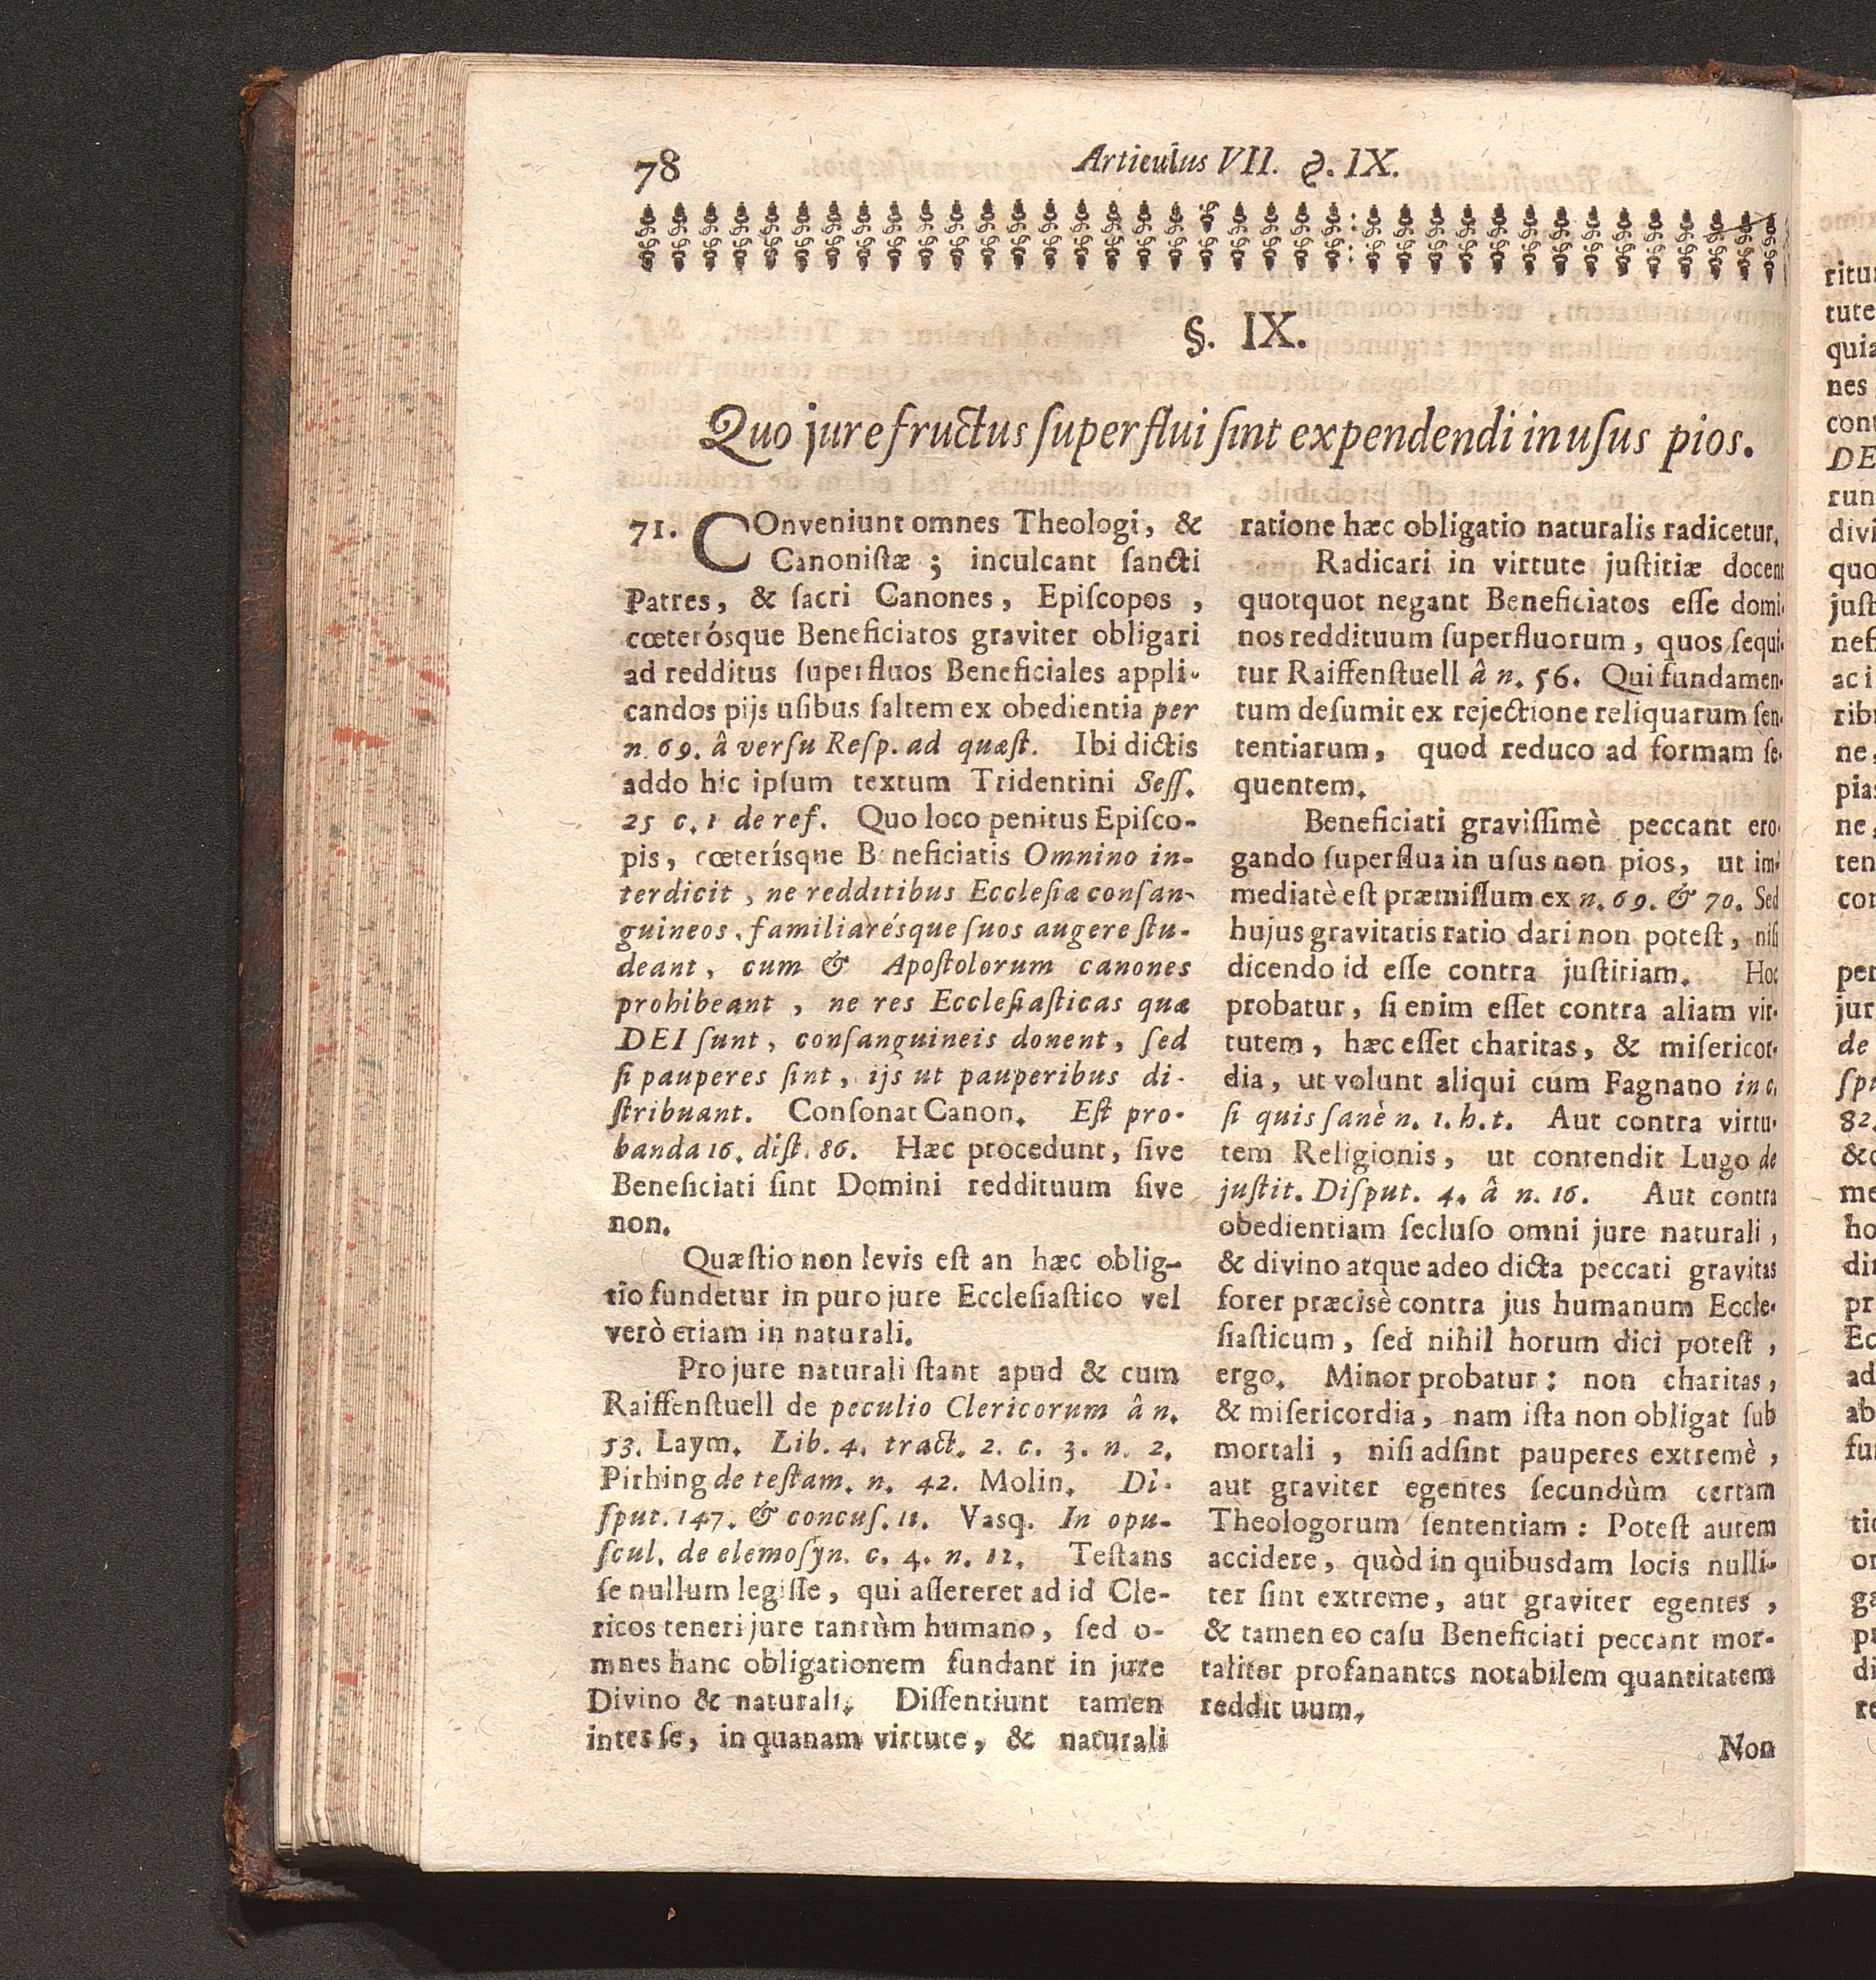 78
Articulus VII. §. IX.
§. IX.
Quo jure fructus superflui sint expendendi in usus pios.
71. COnveniunt omnes Theologi, &
Canonistæ; inculcant sancti
Patres, & sacri Canones, Episcopos,
cœterósque Beneficiatos graviter obligari
ad redditus superfluos Beneficiales appli-
candos pijs usibus saltem ex obedientia per
n. 69. â versu Resp. ad quæst. Ibi dictis
addo hic ipsum textum Tridentini Sess.
25 c. 1 de ref. Quo loco penitus Episco-
pis, cœterísque Beneficiatis Omnino in-
terdicit, ne redditibus Ecclesiæ consan-
guineos, familiarésque suos augere stu-
deant, cum & Apostolorum canones
prohibeant, ne res Ecclesiasticas quæ
DEI sunt, consanguineis donent, sed
si pauperes sint, ijs ut pauperibus di-
stribuant. Consonat Canon. Est pro-
banda 16. dist. 86. Hæc procedunt, sive
Beneficiati sint Domini reddituum sive
non.
Quæstio non levis est an hæc oblig-
tio fundetur in puro jure Ecclesiastico vel
verò etiam in naturali.
Pro jure naturali stant apud & cum
Raiffenstuell de peculio Clericorum â n.
53. Laym. Lib. 4. tract. 2. c. 3. n. 2.
Pirhing de testam. n. 42. Molin. Di-
sput. 147. & concus. 11. Vasq. In opu-
scul. de elemosyn. c. 4. n. 12. Testans
se nullum legisse, qui assereret ad id Cle-
ricos teneri jure tantùm humano, sed o-
mnes hanc obligationem fundant in jure
Divino & naturali. Dissentiunt tamen
inter se, in quanam virtute, & naturali
ratione hæc obligatio naturalis radicetur.
Radicari in virtute justitiæ docent
quotquot negant Beneficiatos esse domi-
nos reddituum superfluorum, quos sequi-
tur Raiffenstuell â n. 56. Qui fundamen-
tum desumit ex rejectione reliquarum sen-
tentiarum, quod reduco ad formam se-
quentem.
Beneficiati gravissimè peccant ero-
gando superflua in usus non pios, ut im-
mediatè est præmissum ex n. 69. & 70. Sed
hujus gravitatis ratio dari non potest, nisi
dicendo id esse contra justitiam. Hoc
probatur, si enim esset contra aliam vir-
tutem, hæc esset charitas, & misericor-
dia, ut volunt aliqui cum Fagnano in c.
si quis sanè n. 1. h. t. Aut contra virtu-
tem Religionis, ut contendit Lugo de
justit. Disput. 4. â n. 16. Aut contra
obedientiam secluso omni jure naturali,
& divino atque adeo dicta peccati gravitas
foret præcisè contra jus humanum Eccle-
siasticum, sed nihil horum dici potest,
ergo. Minor probatur: non charitas,
& misericordia, nam ista non obligat sub
mortali, nisi adsint pauperes extremè,
aut graviter egentes secundùm certam
Theologorum sententiam: Potest autem
accidere, quòd in quibusdam locis nulli-
ter sint extreme, aut graviter egentes,
& tamen eo casu Beneficiati peccant mor-
taliter profanantes notabilem quantitatem
reddit uum.
Non